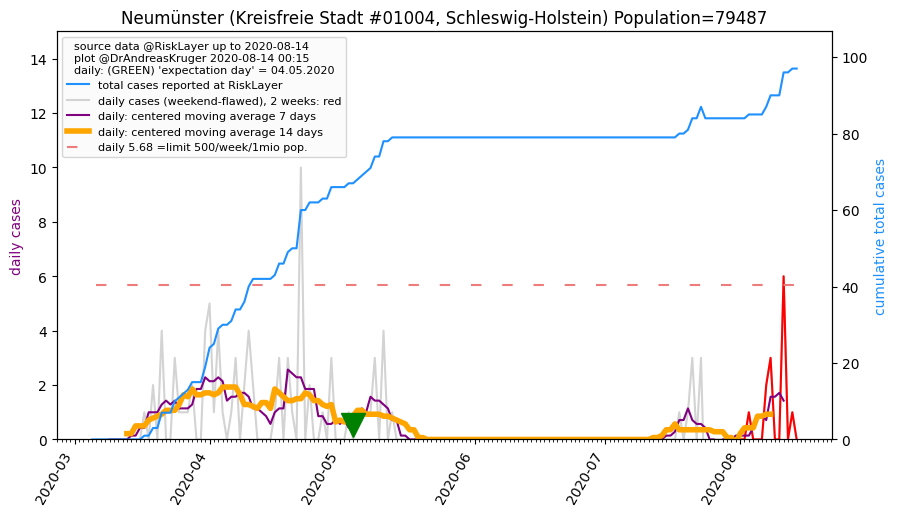 Neumünster (Kreisfreie Stadt #01004, Schleswig-Holstein) Population=79487
source data @RiskLayer up to 2020-08-14
plot @DrAndreasKruger 2020-08-14 00:15
daily: (GREEN) 'expectation day' = 04.05.2020
total cases reported at RiskLayer
daily cases (weekend-flawed), 2 weeks: red
daily: centered moving average 7 days
daily: centered moving average 14 days
daily 5.68 =limit 500/week/1mio pop.
daily cases
14
12
10
8
6
4
2
0
cumulative total cases
100
80
60
40
20
0
2020-03
2020-04
2020-05
2020-06
2020-07
2020-08